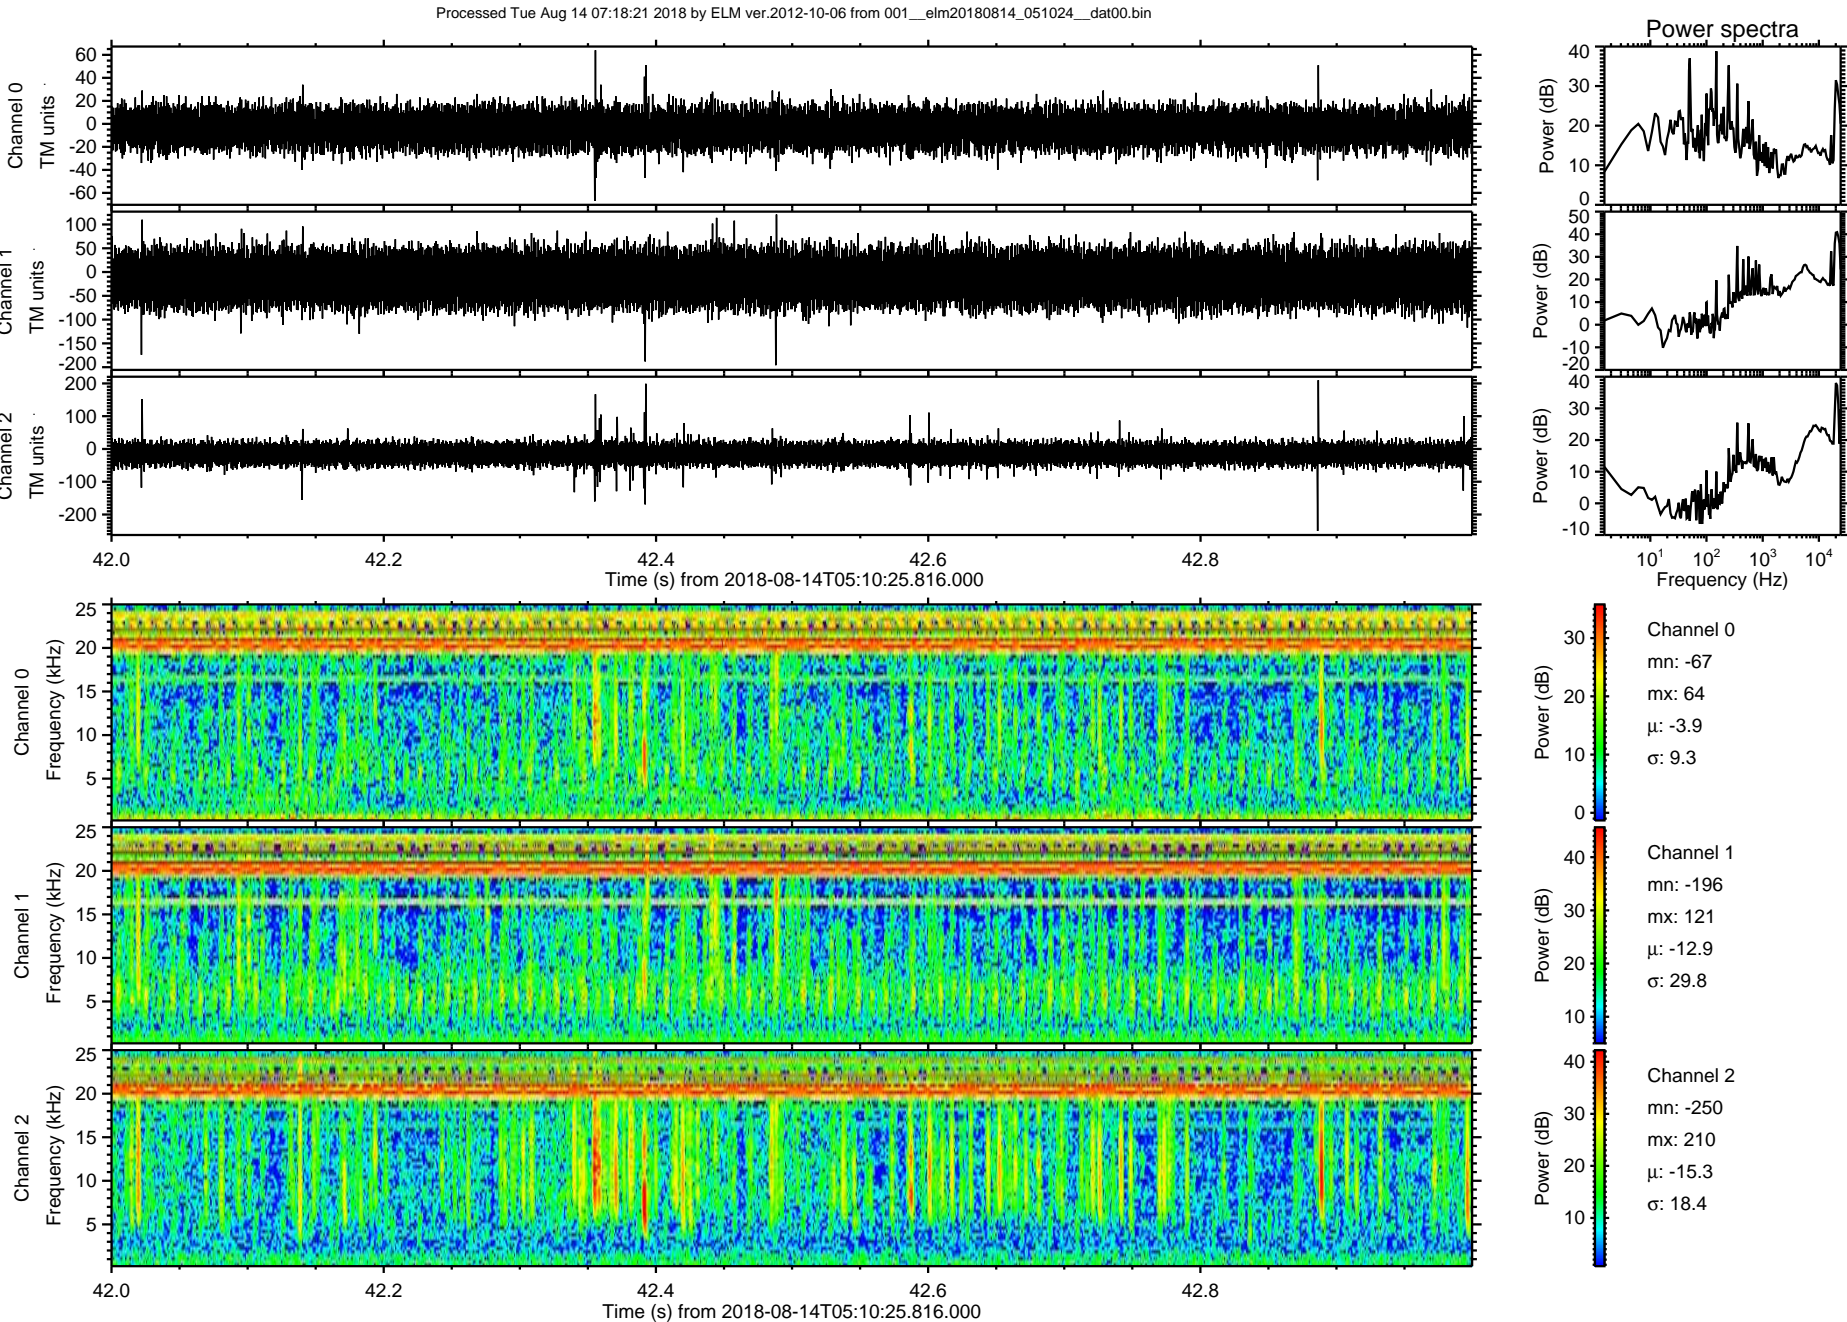 Processed Tue Aug 14 07:18:21 2018 by ELM ver.2012-10-06 from 001__elm20180814_051024__dat00.bin
Power spectra
Channel 0
TM units
60
40
20
0
-20
-40
-60
Power (dB)
40
30
20
10
0
Channel 1
TM units
100
50
0
-50
-100
-150
-200
Power (dB)
50
40
30
20
10
0
-10
-20
Channel 2
TM units
200
100
0
-100
-200
Power (dB)
40
30
20
10
0
-10
42.0 42.2 42.4 42.6 42.8
Time (s) from 2018-08-14T05:10:25.816.000
10¹ 10² 10³ 10⁴
Frequency (Hz)
Channel 0
Frequency (kHz)
25
20
15
10
5
Power (dB)
30
20
10
0
Channel 0
mn: -67
mx: 64
μ: -3.9
σ: 9.3
Channel 1
Frequency (kHz)
25
20
15
10
5
Power (dB)
40
30
20
10
Channel 1
mn: -196
mx: 121
μ: -12.9
σ: 29.8
Channel 2
Frequency (kHz)
25
20
15
10
5
Power (dB)
40
30
20
10
Channel 2
mn: -250
mx: 210
μ: -15.3
σ: 18.4
42.0 42.2 42.4 42.6 42.8
Time (s) from 2018-08-14T05:10:25.816.000